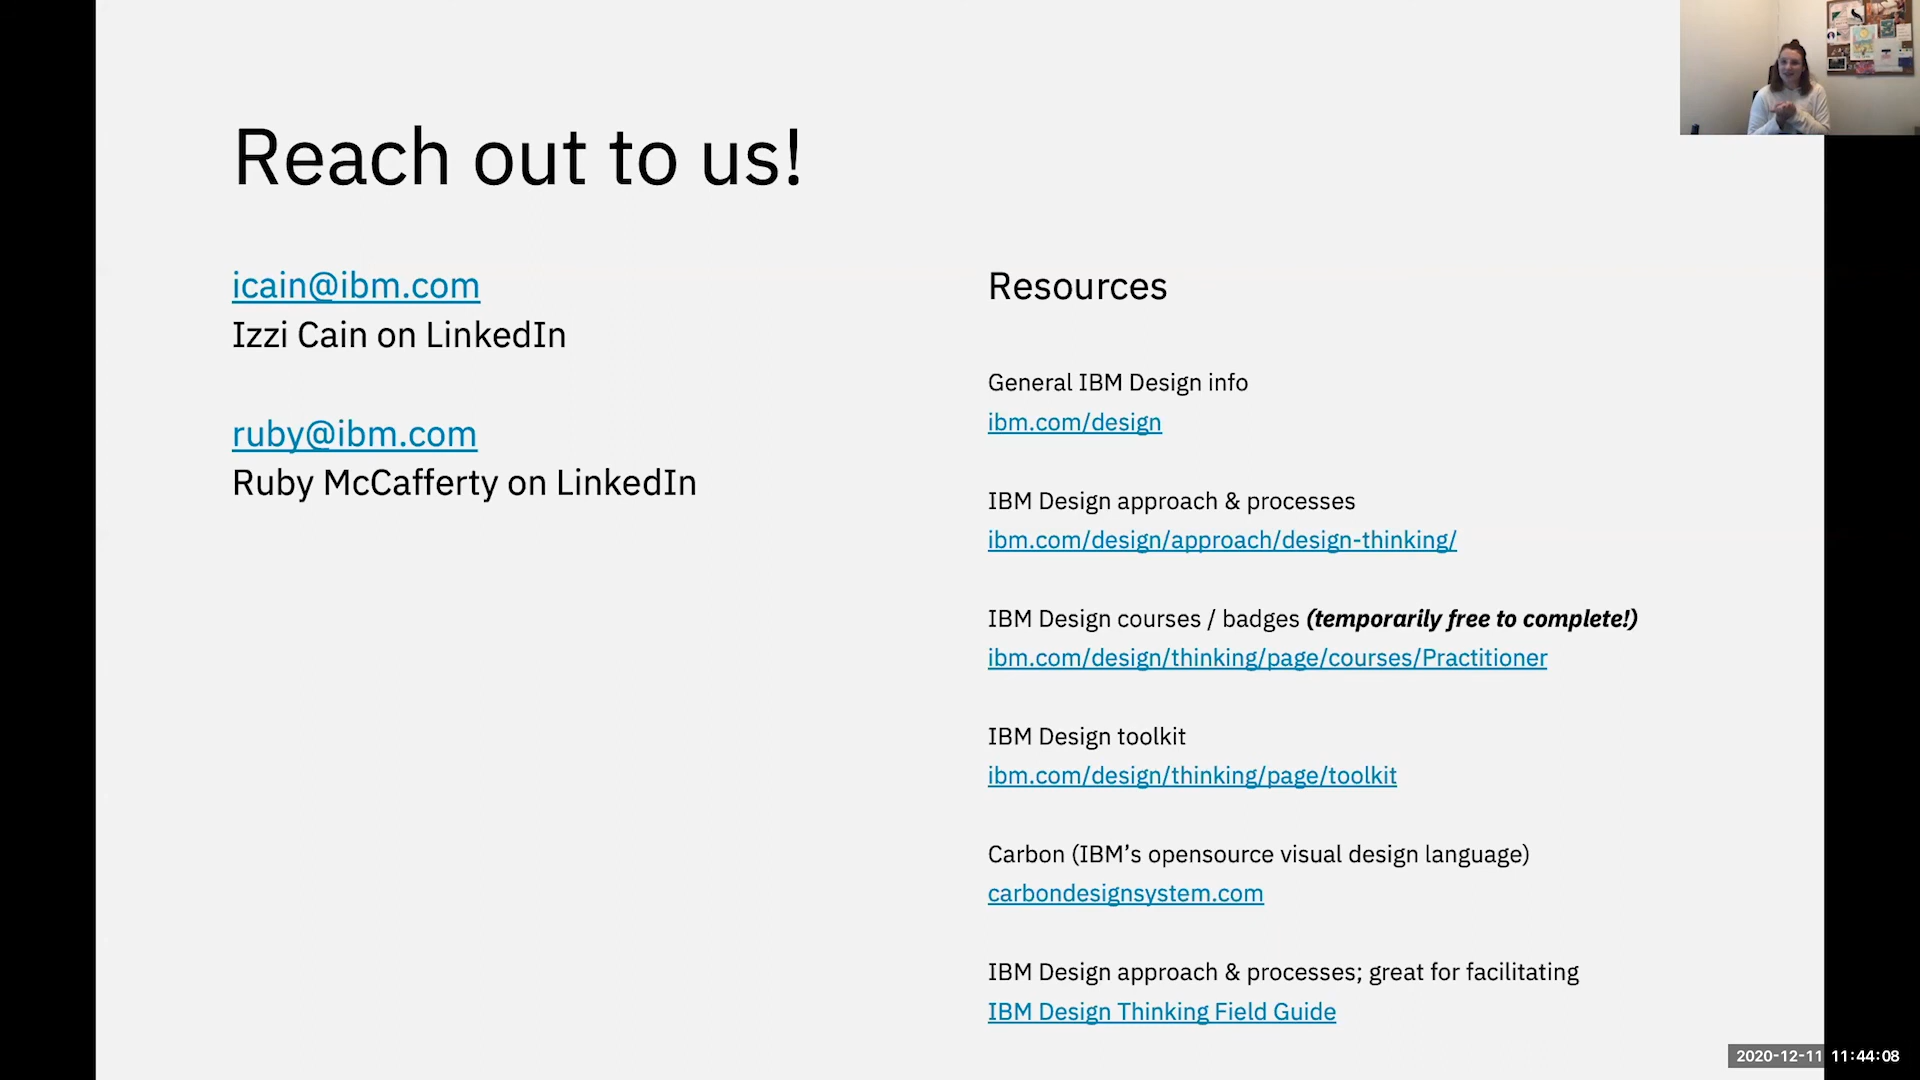 Reach out to us!
icain@ibm.com
Izzi Cain on LinkedIn
ruby@ibm.com
Ruby McCafferty on LinkedIn
Resources
General IBM Design info
ibm.com/design
IBM Design approach & processes
ibm.com/design/approach/design-thinking/
IBM Design courses / badges (temporarily free to complete!)
ibm.com/design/thinking/page/courses/Practitioner
IBM Design toolkit
ibm.com/design/thinking/page/toolkit
Carbon (IBM’s opensource visual design language)
carbondesignsystem.com
IBM Design approach & processes; great for facilitating
IBM Design Thinking Field Guide
2020-12-11 11:44:08